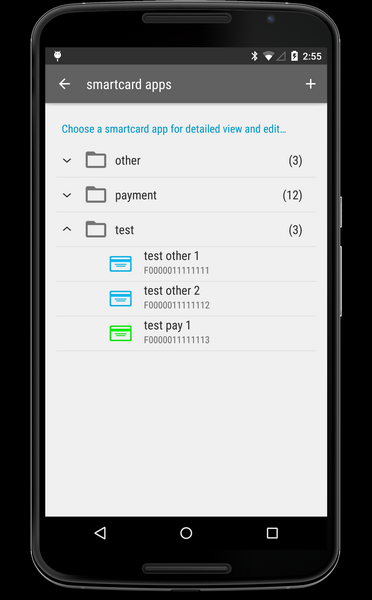 2:55
smartcard apps
Choose a smartcard app for detailed view and edit…
other (3)
payment (12)
test (3)
test other 1
F0000011111111
test other 2
F0000011111112
test pay 1
F0000011111113